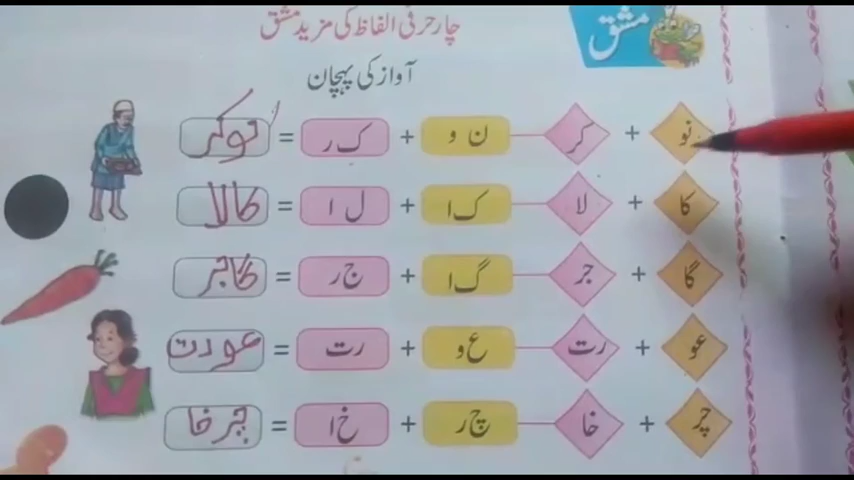 چار حرفی الفاظ کی مزید مشق
مشق
آواز کی پہچان
نو + کر ن و + ک ر = نوکر
کا + لا ک ا + ل ا = کالا
گا + جر گ ا + ج ر = گاجر
عو + رت ع و + رت = عورت
چر + خا چ ر + خ ا = چرخا